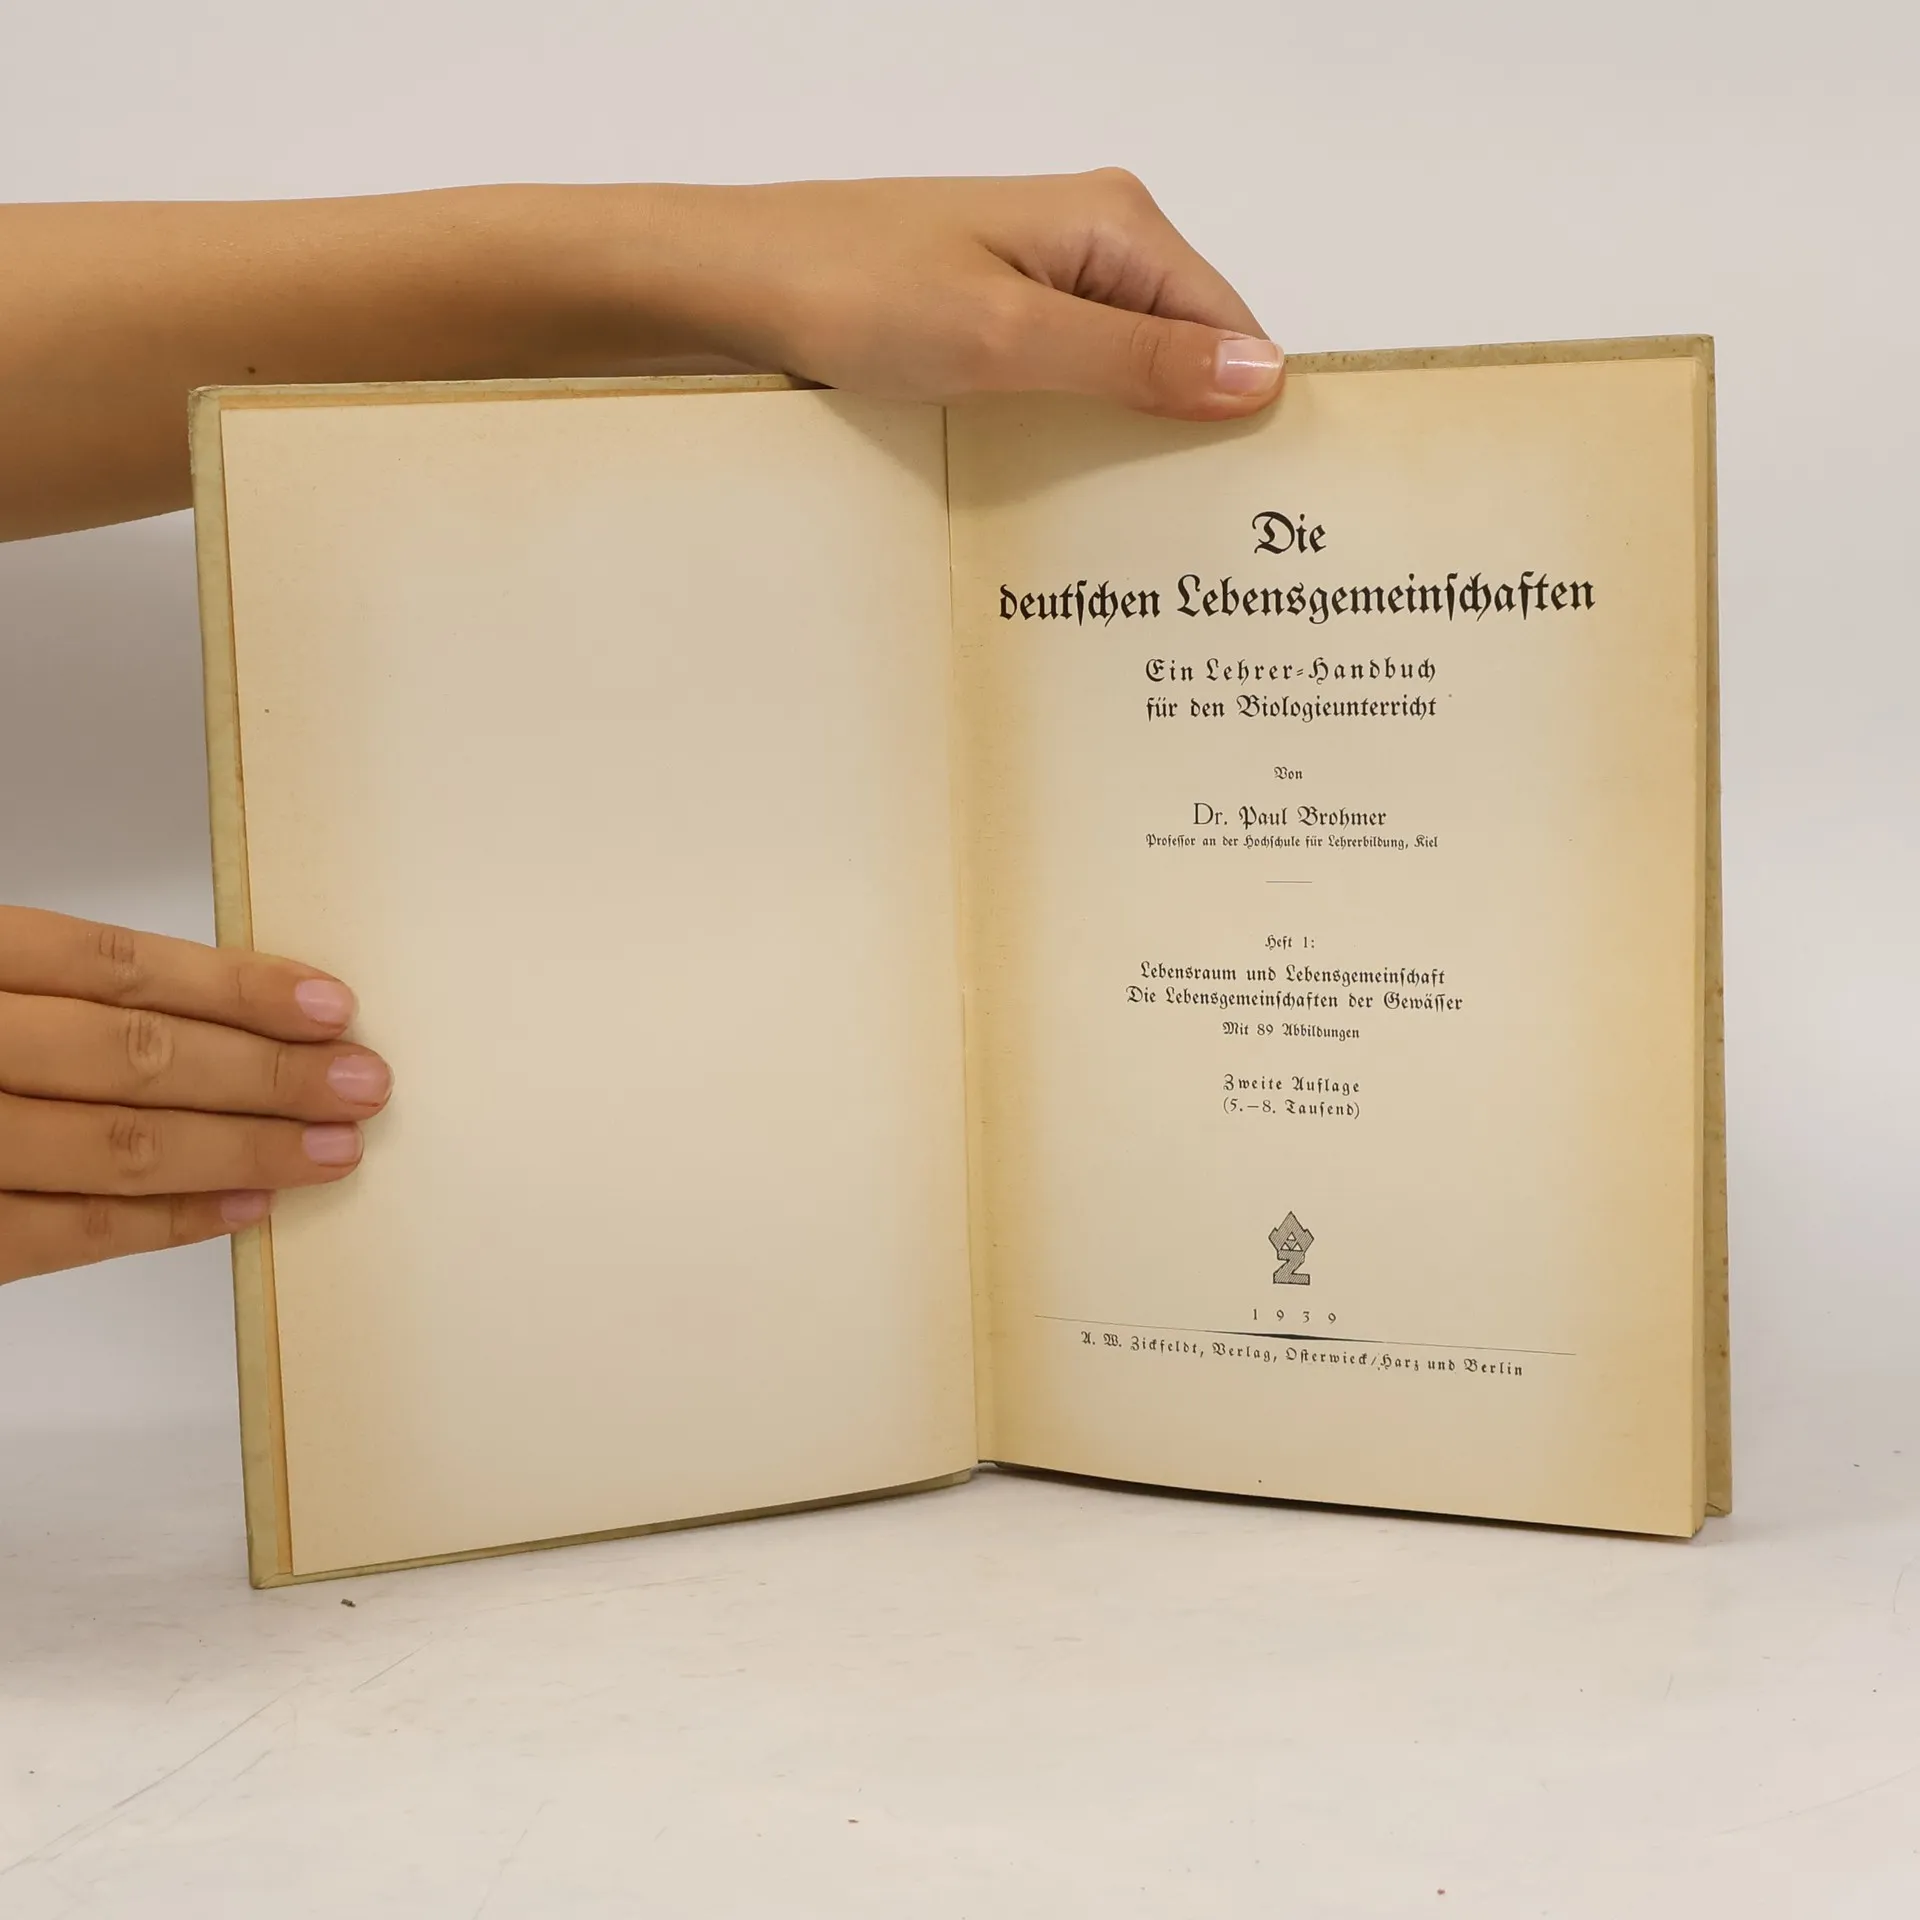 Die
deutſchen Lebensgemeinſchaften
Ein Lehrer-Handbuch
für den Biologieunterricht
Von
Dr. Paul Brohmer
Profeſſor an der Hochſchule für Lehrerbildung, Kiel
Heft 1:
Lebensraum und Lebensgemeinſchaft
Die Lebensgemeinſchaften der Gewäſſer
Mit 89 Abbildungen
Zweite Auflage
(5.—8. Tauſend)
AZ
1939
A. W. Zickfeldt, Verlag, Oſterwieck/Harz und Berlin